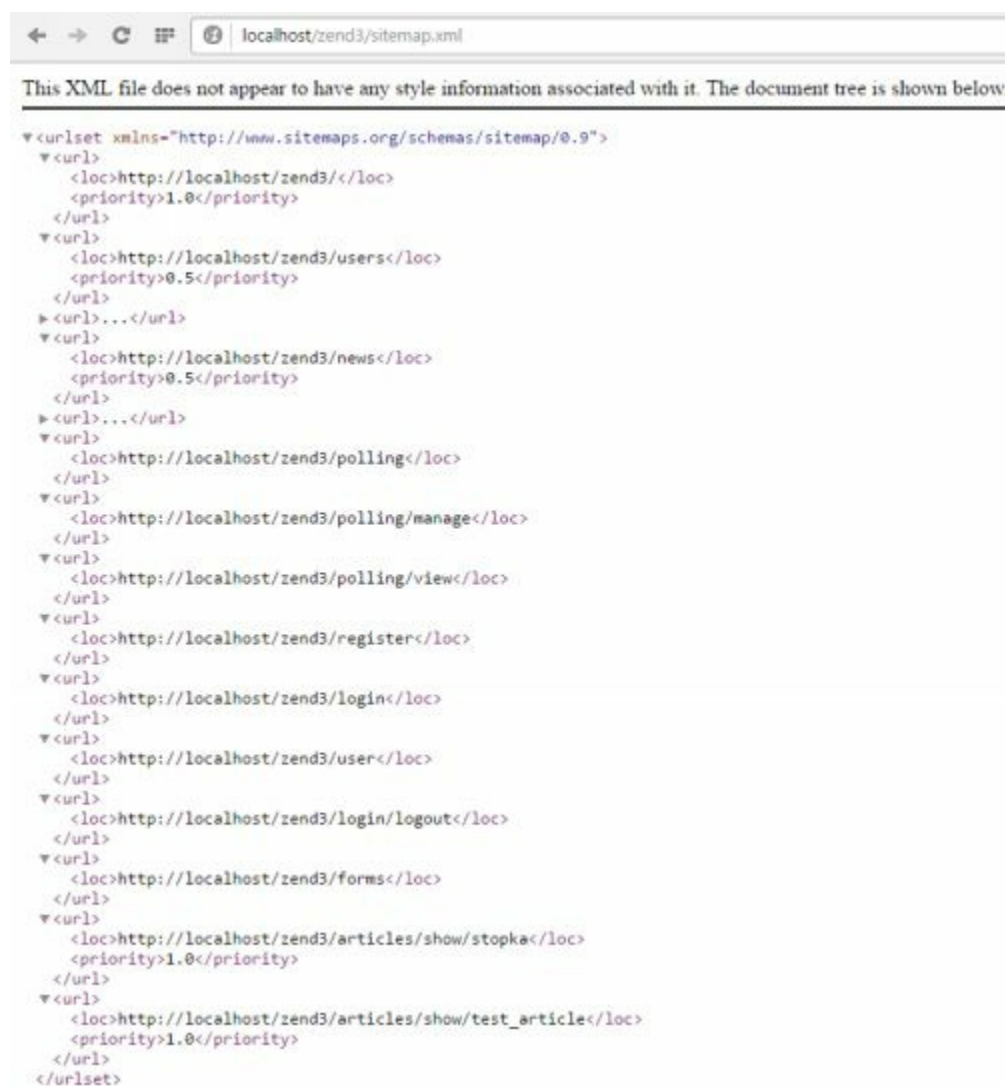 localhost/zend3/sitemap.xml
This XML file does not appear to have any style information associated with it. The document tree is shown below
▼<urlset xmlns="http://www.sitemaps.org/schemas/sitemap/0.9">
▼<url>
<loc>http://localhost/zend3/</loc>
<priority>1.0</priority>
</url>
▼<url>
<loc>http://localhost/zend3/users</loc>
<priority>0.5</priority>
</url>
▶<url>...</url>
▼<url>
<loc>http://localhost/zend3/news</loc>
<priority>0.5</priority>
</url>
▶<url>...</url>
▼<url>
<loc>http://localhost/zend3/polling</loc>
</url>
▼<url>
<loc>http://localhost/zend3/polling/manage</loc>
</url>
▼<url>
<loc>http://localhost/zend3/polling/view</loc>
</url>
▼<url>
<loc>http://localhost/zend3/register</loc>
</url>
▼<url>
<loc>http://localhost/zend3/login</loc>
</url>
▼<url>
<loc>http://localhost/zend3/user</loc>
</url>
▼<url>
<loc>http://localhost/zend3/login/logout</loc>
</url>
▼<url>
<loc>http://localhost/zend3/forms</loc>
</url>
▼<url>
<loc>http://localhost/zend3/articles/show/stopka</loc>
<priority>1.0</priority>
</url>
▼<url>
<loc>http://localhost/zend3/articles/show/test_article</loc>
<priority>1.0</priority>
</url>
</urlset>